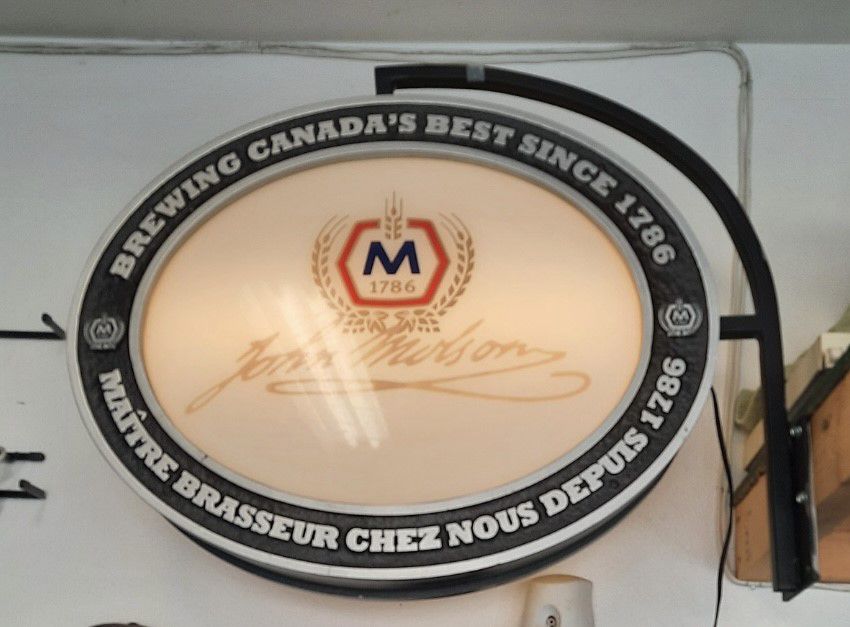 BREWING CANADA'S BEST SINCE 1786
M
1786
John Molson
M
M
MAÎTRE BRASSEUR CHEZ NOUS DEPUIS 1786